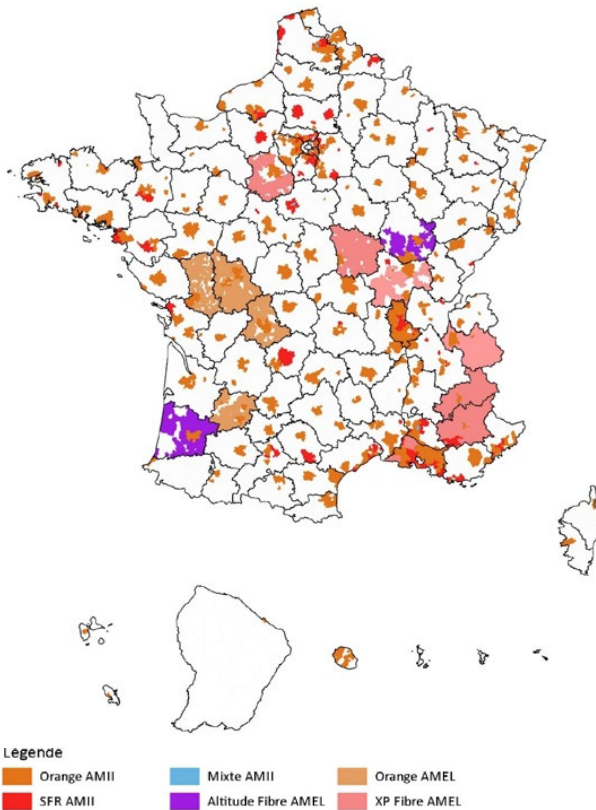 Legende
Orange AMII
Mixte AMII
Orange AMEL
SFR AMII
Altitude Fibre AMEL
XP Fibre AMEL